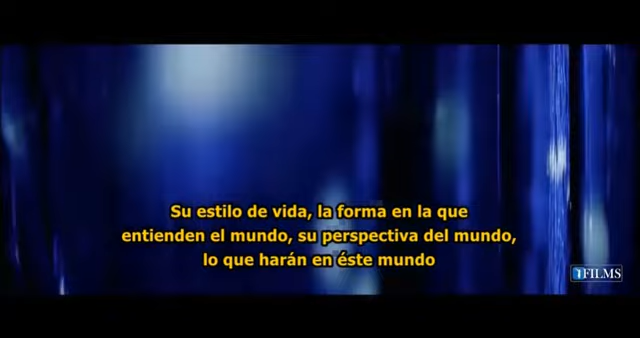 Su estilo de vida, la forma en la que
entienden el mundo, su perspectiva del mundo,
lo que harán en éste mundo
1FILMS